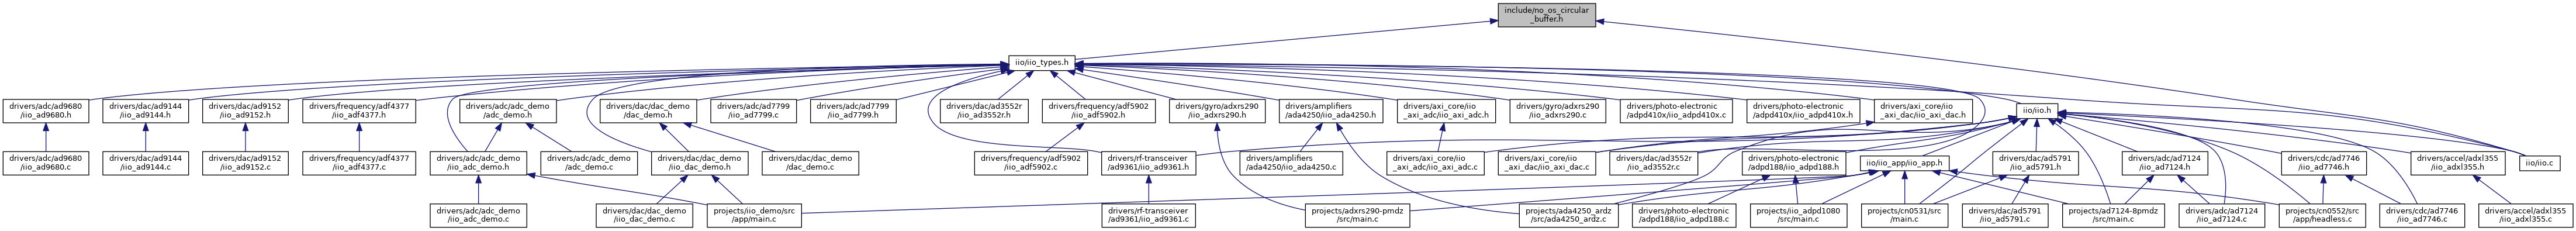 include/no_os_circular
_buffer.h
iio/iio_types.h
drivers/adc/ad9680
/iio_ad9680.h
drivers/dac/ad9144
/iio_ad9144.h
drivers/dac/ad9152
/iio_ad9152.h
drivers/frequency/adf4377
/iio_adf4377.h
drivers/adc/adc_demo
/adc_demo.h
drivers/dac/dac_demo
/dac_demo.h
drivers/adc/ad7799
/iio_ad7799.c
drivers/adc/ad7799
/iio_ad7799.h
drivers/dac/ad3552r
/iio_ad3552r.h
drivers/frequency/adf5902
/iio_adf5902.h
drivers/gyro/adxrs290
/iio_adxrs290.h
drivers/amplifiers
/ada4250/iio_ada4250.h
drivers/axi_core/iio
_axi_adc/iio_axi_adc.h
drivers/gyro/adxrs290
/iio_adxrs290.c
drivers/photo-electronic
/adpd410x/iio_adpd410x.c
drivers/photo-electronic
/adpd410x/iio_adpd410x.h
drivers/axi_core/iio
_axi_dac/iio_axi_dac.h
iio/iio.h
drivers/adc/ad9680
/iio_ad9680.c
drivers/dac/ad9144
/iio_ad9144.c
drivers/dac/ad9152
/iio_ad9152.c
drivers/frequency/adf4377
/iio_adf4377.c
drivers/adc/adc_demo
/iio_adc_demo.h
drivers/adc/adc_demo
/adc_demo.c
drivers/dac/dac_demo
/iio_dac_demo.h
drivers/dac/dac_demo
/dac_demo.c
drivers/frequency/adf5902
/iio_adf5902.c
drivers/rf-transceiver
/ad9361/iio_ad9361.h
drivers/amplifiers
/ada4250/iio_ada4250.c
drivers/axi_core/iio
_axi_adc/iio_axi_adc.c
drivers/axi_core/iio
_axi_dac/iio_axi_dac.c
drivers/dac/ad3552r
/iio_ad3552r.c
drivers/photo-electronic
/adpd188/iio_adpd188.h
iio/iio_app/iio_app.h
drivers/dac/ad5791
/iio_ad5791.h
drivers/adc/ad7124
/iio_ad7124.h
drivers/cdc/ad7746
/iio_ad7746.h
drivers/accel/adxl355
/iio_adxl355.h
iio/iio.c
drivers/adc/adc_demo
/iio_adc_demo.c
drivers/dac/dac_demo
/iio_dac_demo.c
projects/iio_demo/src
/app/main.c
drivers/rf-transceiver
/ad9361/iio_ad9361.c
projects/adxrs290-pmdz
/src/main.c
projects/ada4250_ardz
/src/ada4250_ardz.c
drivers/photo-electronic
/adpd188/iio_adpd188.c
projects/iio_adpd1080
/src/main.c
projects/cn0531/src
/main.c
drivers/dac/ad5791
/iio_ad5791.c
projects/ad7124-8pmdz
/src/main.c
drivers/adc/ad7124
/iio_ad7124.c
projects/cn0552/src
/app/headless.c
drivers/cdc/ad7746
/iio_ad7746.c
drivers/accel/adxl355
/iio_adxl355.c